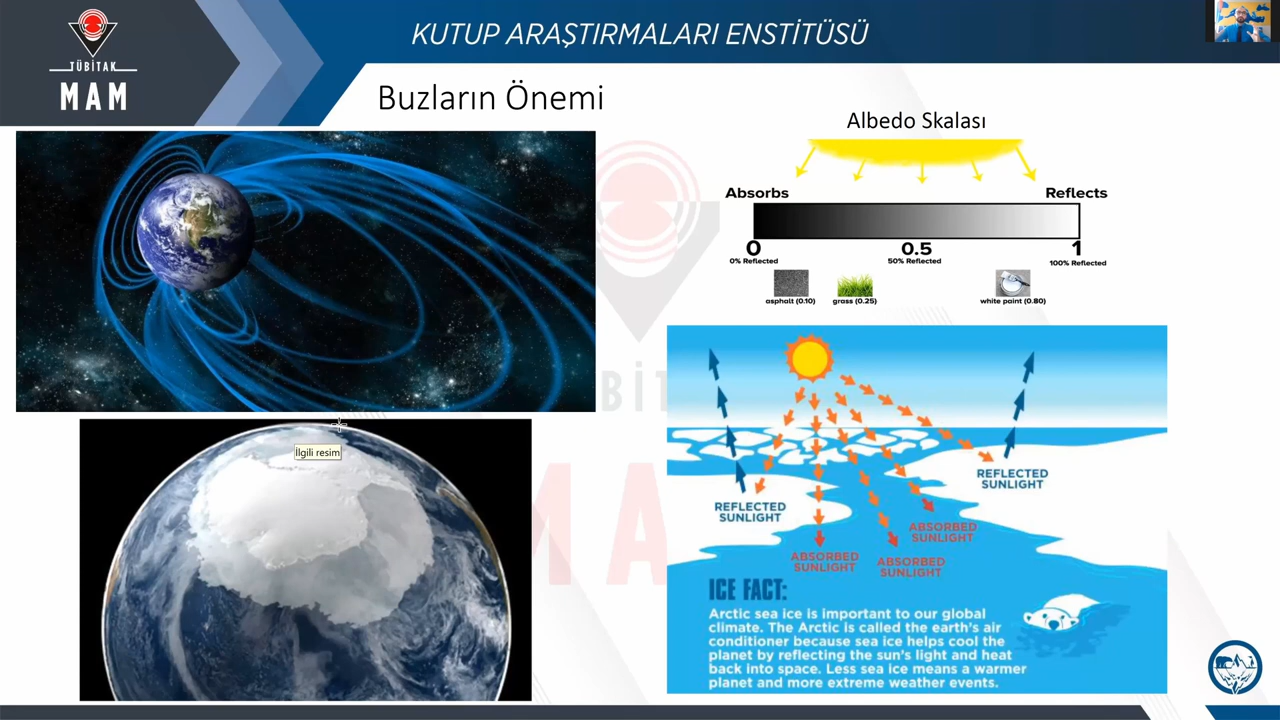 TÜBİTAK
MAM
KUTUP ARAŞTIRMALARI ENSTİTÜSÜ
Buzların Önemi
Albedo Skalası
Absorbs
Reflects
0
0.5
1
0% Reflected
50% Reflected
100% Reflected
asphalt (0.10)
grass (0.25)
white paint (0.80)
İlgili resim
REFLECTED
SUNLIGHT
REFLECTED
SUNLIGHT
ABSORBED
SUNLIGHT
ABSORBED
SUNLIGHT
ABSORBED
SUNLIGHT
ICE FACT:
Arctic sea ice is important to our global
climate. The Arctic is called the earth's air
conditioner because sea ice helps cool the
planet by reflecting the sun's light and heat
back into space. Less sea ice means a warmer
planet and more extreme weather events.